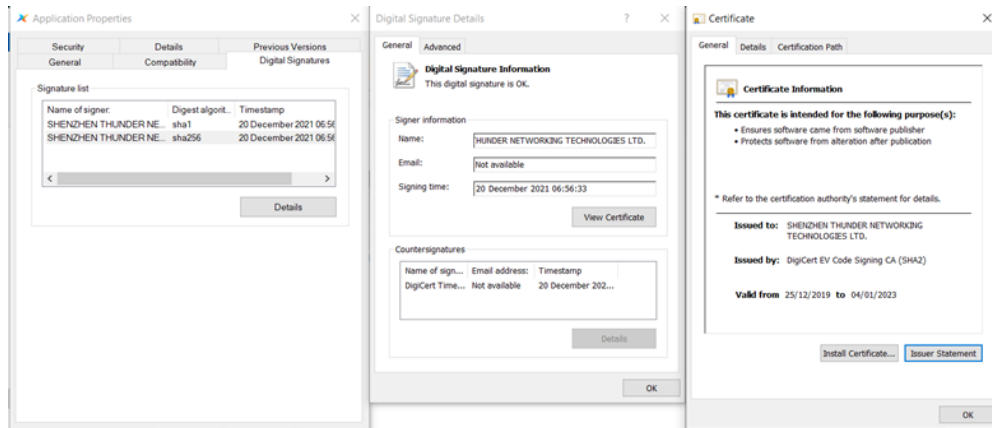 Application Properties
Security Details Previous Versions
General Compatibility Digital Signatures
Signature list
Name of signer: Digest algorit... Timestamp
SHENZHEN THUNDER NE... sha1 20 December 2021 06:56
SHENZHEN THUNDER NE... sha256 20 December 2021 06:56
Details
Digital Signature Details ?
General Advanced
Digital Signature Information
This digital signature is OK.
Signer information
Name: HUNDER NETWORKING TECHNOLOGIES LTD.
Email: Not available
Signing time: 20 December 2021 06:56:33
View Certificate
Countersignatures
Name of sign... Email address: Timestamp
DigiCert Time... Not available 20 December 202...
Details
OK
Certificate
General Details Certification Path
Certificate Information
This certificate is intended for the following purpose(s):
• Ensures software came from software publisher
• Protects software from alteration after publication
* Refer to the certification authority's statement for details.
Issued to: SHENZHEN THUNDER NETWORKING
TECHNOLOGIES LTD.
Issued by: DigiCert EV Code Signing CA (SHA2)
Valid from 25/12/2019 to 04/01/2023
Install Certificate... Issuer Statement
OK